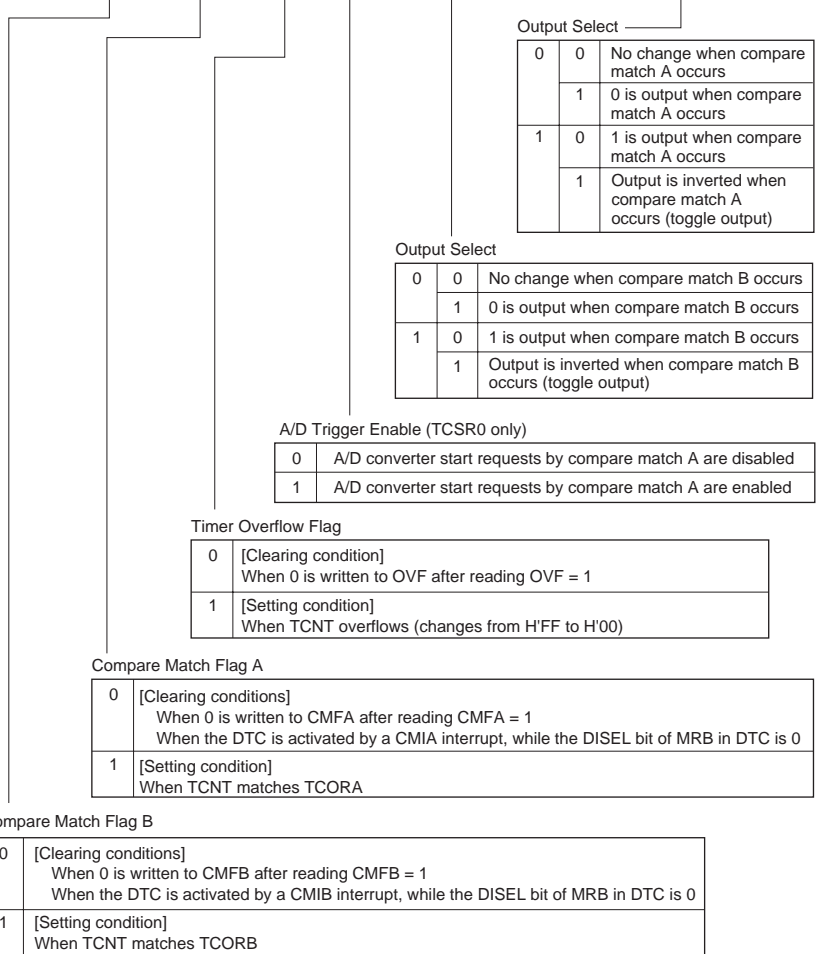 Output Select
0 0 No change when compare
match A occurs
1 0 is output when compare
match A occurs
1 0 1 is output when compare
match A occurs
1 Output is inverted when
compare match A
occurs (toggle output)
Output Select
0 0 No change when compare match B occurs
1 0 is output when compare match B occurs
1 0 1 is output when compare match B occurs
1 Output is inverted when compare match B
occurs (toggle output)
A/D Trigger Enable (TCSR0 only)
0 A/D converter start requests by compare match A are disabled
1 A/D converter start requests by compare match A are enabled
Timer Overflow Flag
0 [Clearing condition]
When 0 is written to OVF after reading OVF = 1
1 [Setting condition]
When TCNT overflows (changes from H'FF to H'00)
Compare Match Flag A
0 [Clearing conditions]
When 0 is written to CMFA after reading CMFA = 1
When the DTC is activated by a CMIA interrupt, while the DISEL bit of MRB in DTC is 0
1 [Setting condition]
When TCNT matches TCORA
ompare Match Flag B
0 [Clearing conditions]
When 0 is written to CMFB after reading CMFB = 1
When the DTC is activated by a CMIB interrupt, while the DISEL bit of MRB in DTC is 0
1 [Setting condition]
When TCNT matches TCORB